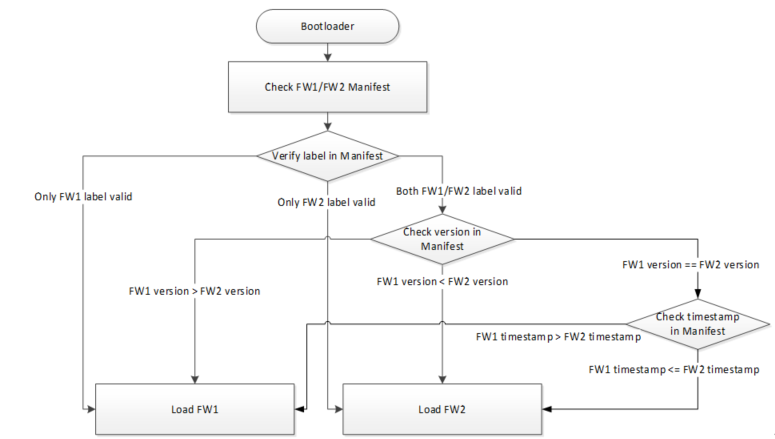 Bootloader
Check FW1/FW2 Manifest
Verify label in Manifest
Only FW1 label valid
Only FW2 label valid
Both FW1/FW2 label valid
Check version in
Manifest
FW1 version > FW2 version
FW1 version < FW2 version
FW1 version == FW2 version
Check timestamp
in Manifest
FW1 timestamp > FW2 timestamp
FW1 timestamp <= FW2 timestamp
Load FW1
Load FW2